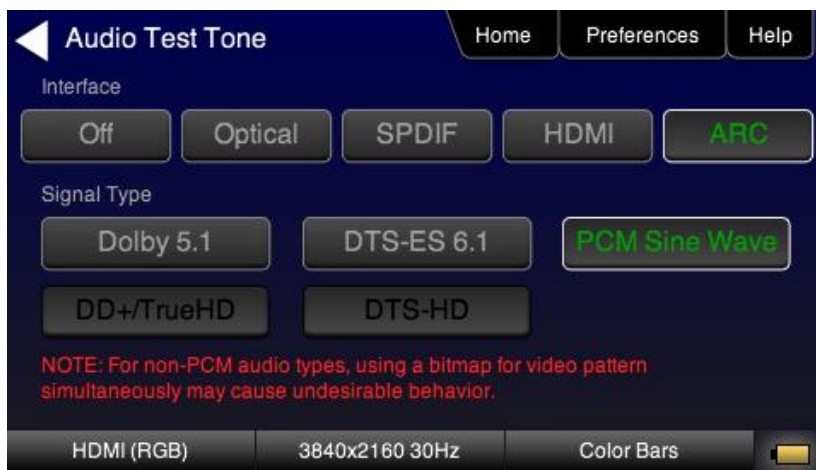 Audio Test Tone
Home
Preferences
Help
Interface
Off
Optical
SPDIF
HDMI
ARC
Signal Type
Dolby 5.1
DTS-ES 6.1
PCM Sine Wave
DD+/TrueHD
DTS-HD
NOTE: For non-PCM audio types, using a bitmap for video pattern
simultaneously may cause undesirable behavior.
HDMI (RGB)
3840x2160 30Hz
Color Bars